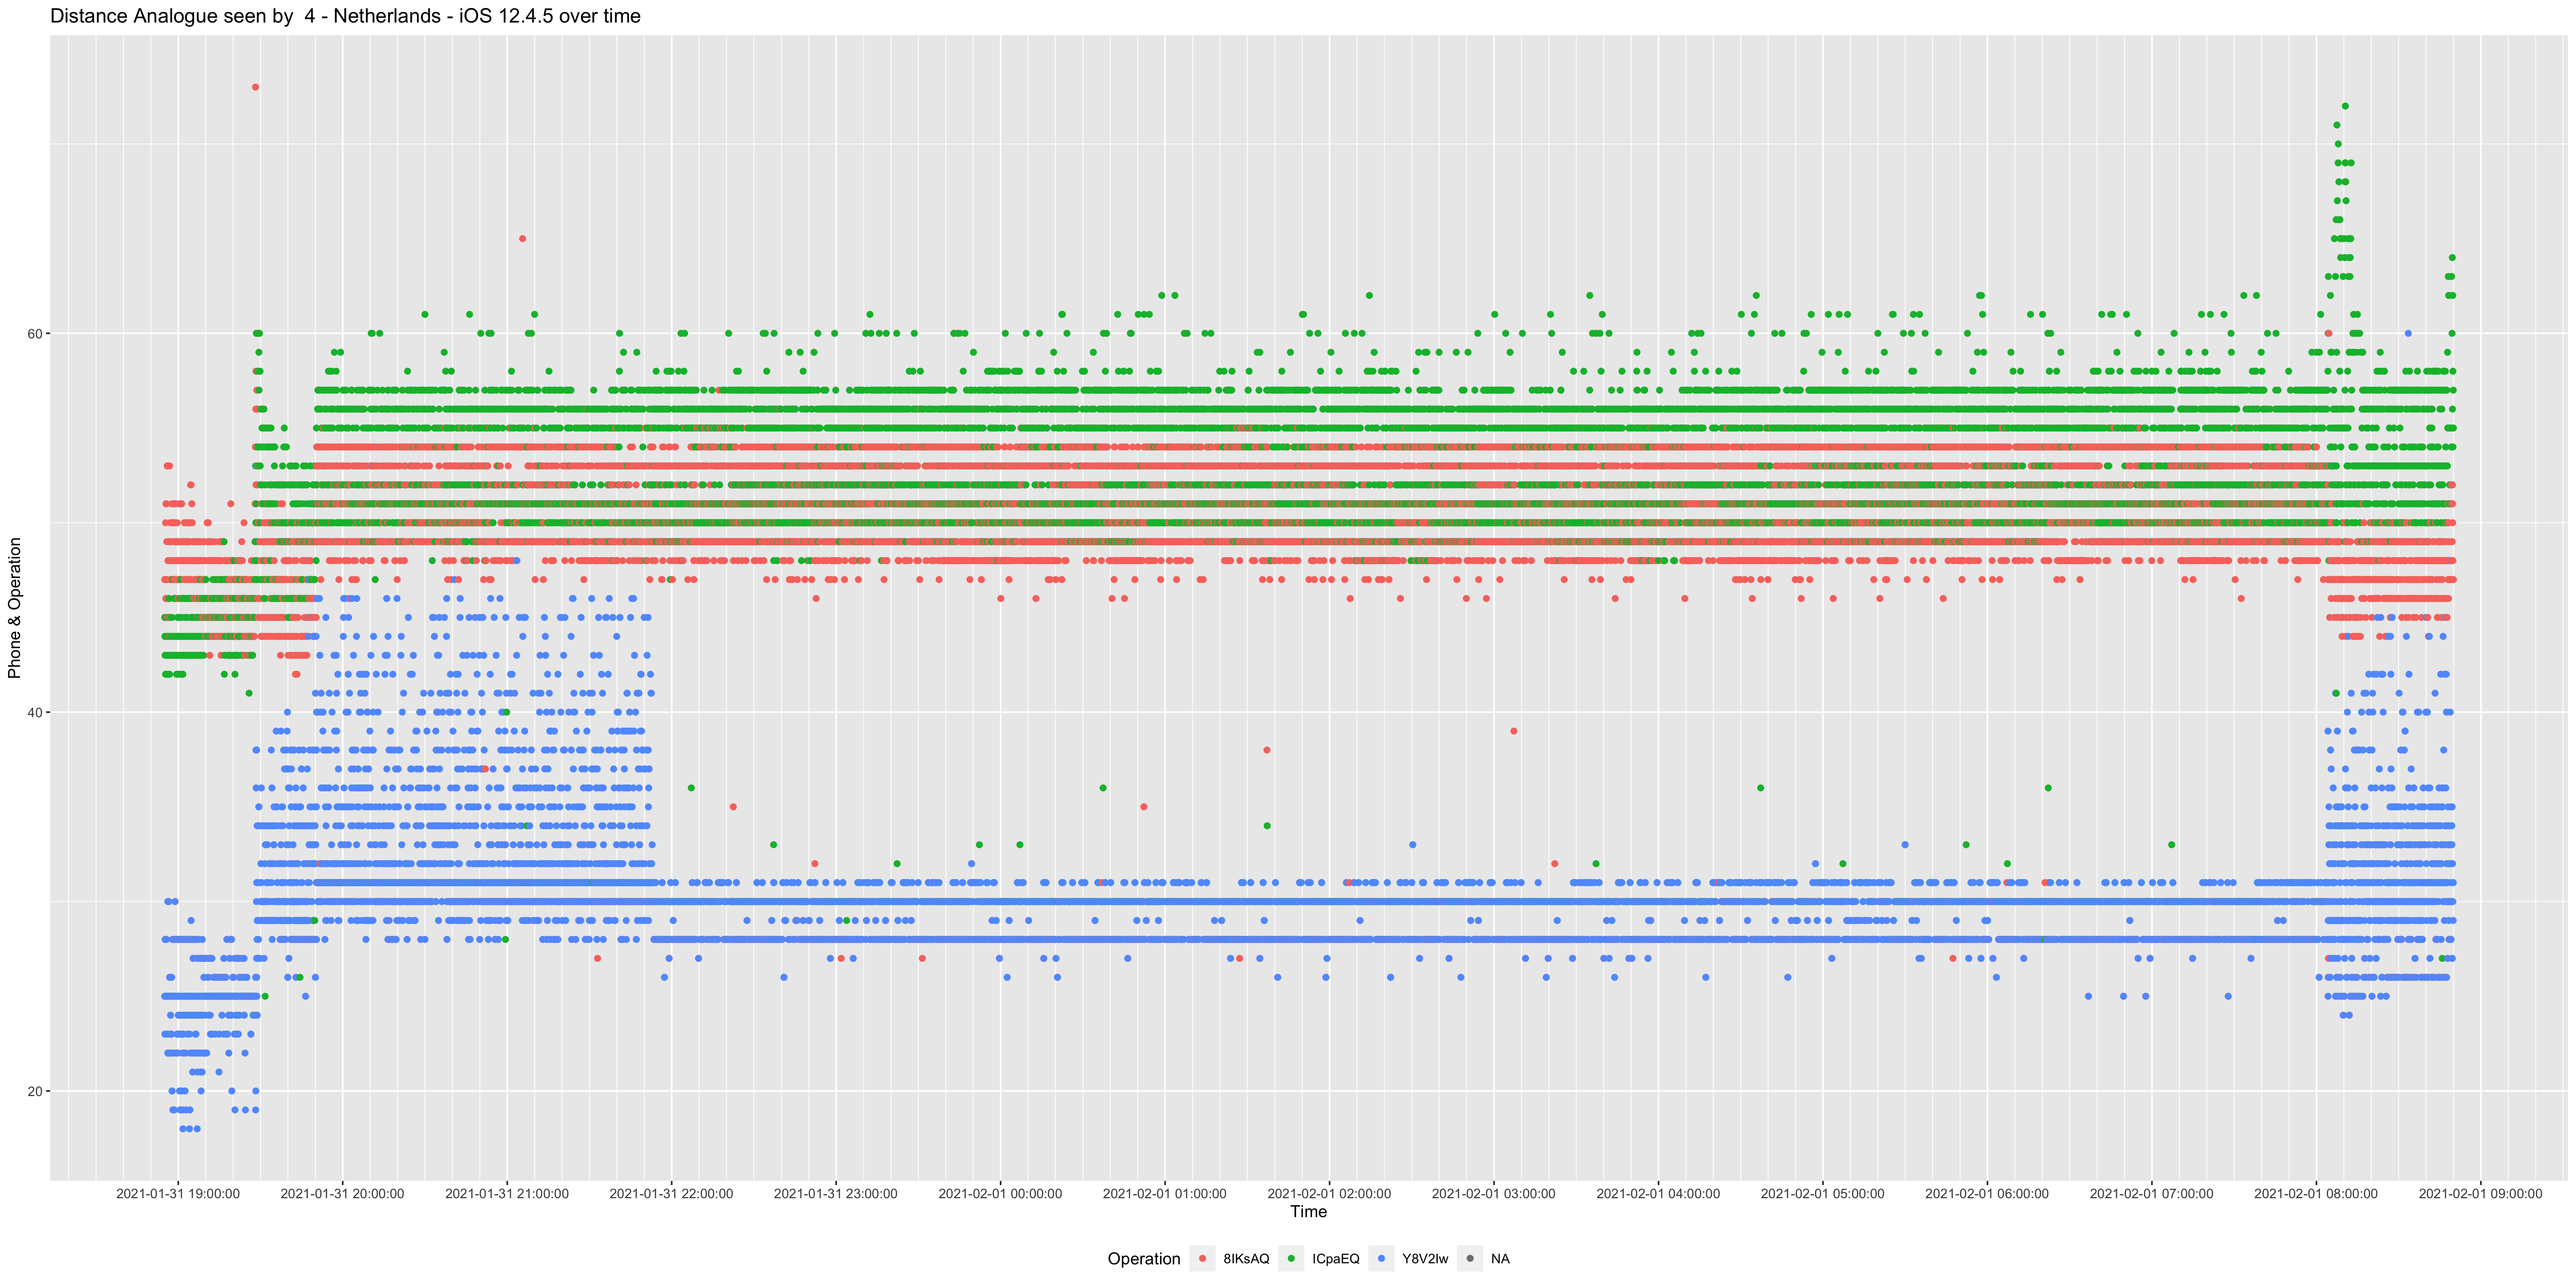 Distance Analogue seen by  4 - Netherlands - iOS 12.4.5 over time
Phone & Operation
60
40
20
2021-01-31 19:00:00 2021-01-31 20:00:00 2021-01-31 21:00:00 2021-01-31 22:00:00 2021-01-31 23:00:00 2021-02-01 00:00:00 2021-02-01 01:00:00 2021-02-01 02:00:00 2021-02-01 03:00:00 2021-02-01 04:00:00 2021-02-01 05:00:00 2021-02-01 06:00:00 2021-02-01 07:00:00 2021-02-01 08:00:00 2021-02-01 09:00:00
Time
Operation 8IKsAQ ICpaEQ Y8V2Iw NA